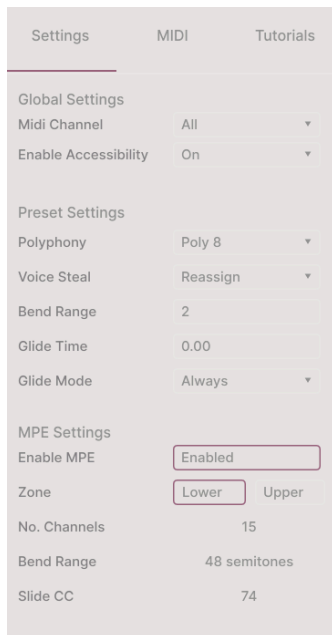 Settings MIDI Tutorials
Global Settings
Midi Channel All
Enable Accessibility On
Preset Settings
Polyphony Poly 8
Voice Steal Reassign
Bend Range 2
Glide Time 0.00
Glide Mode Always
MPE Settings
Enable MPE Enabled
Zone Lower Upper
No. Channels 15
Bend Range 48 semitones
Slide CC 74